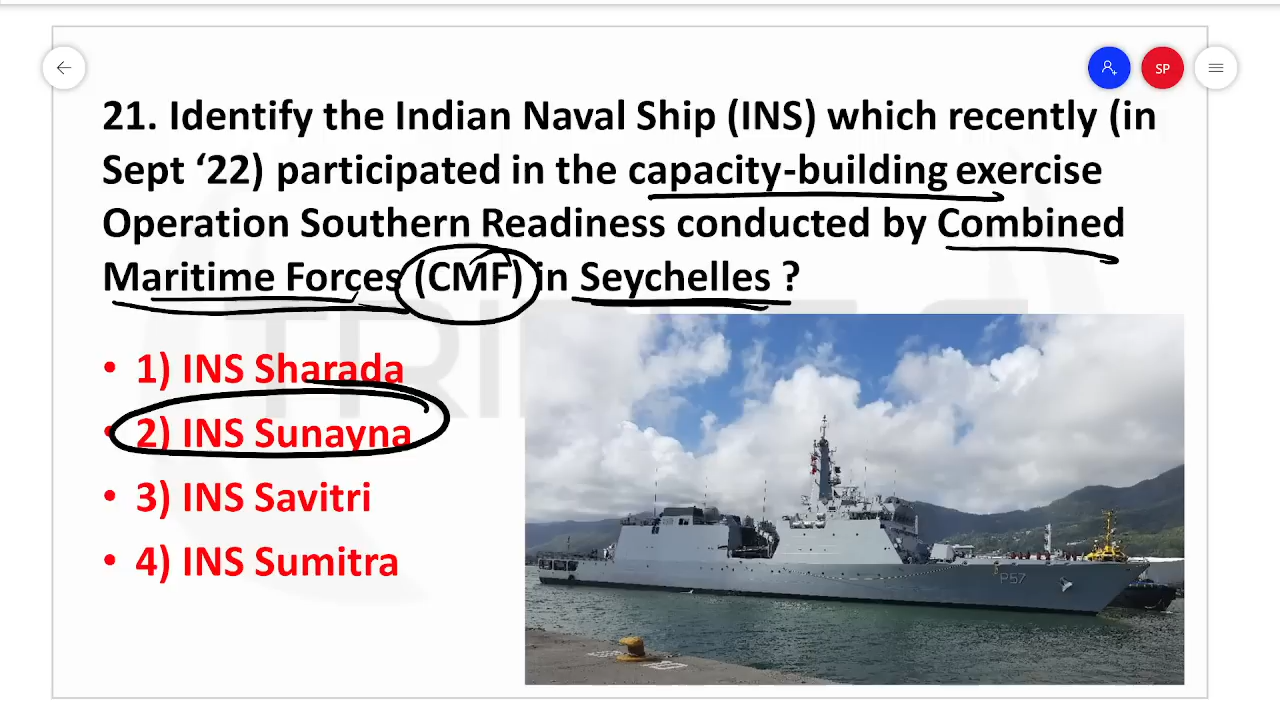 SP
21. Identify the Indian Naval Ship (INS) which recently (in
Sept ‘22) participated in the capacity-building exercise
Operation Southern Readiness conducted by Combined
Maritime Forces (CMF) in Seychelles ?
• 1) INS Sharada
• 2) INS Sunayna
• 3) INS Savitri
• 4) INS Sumitra
P57